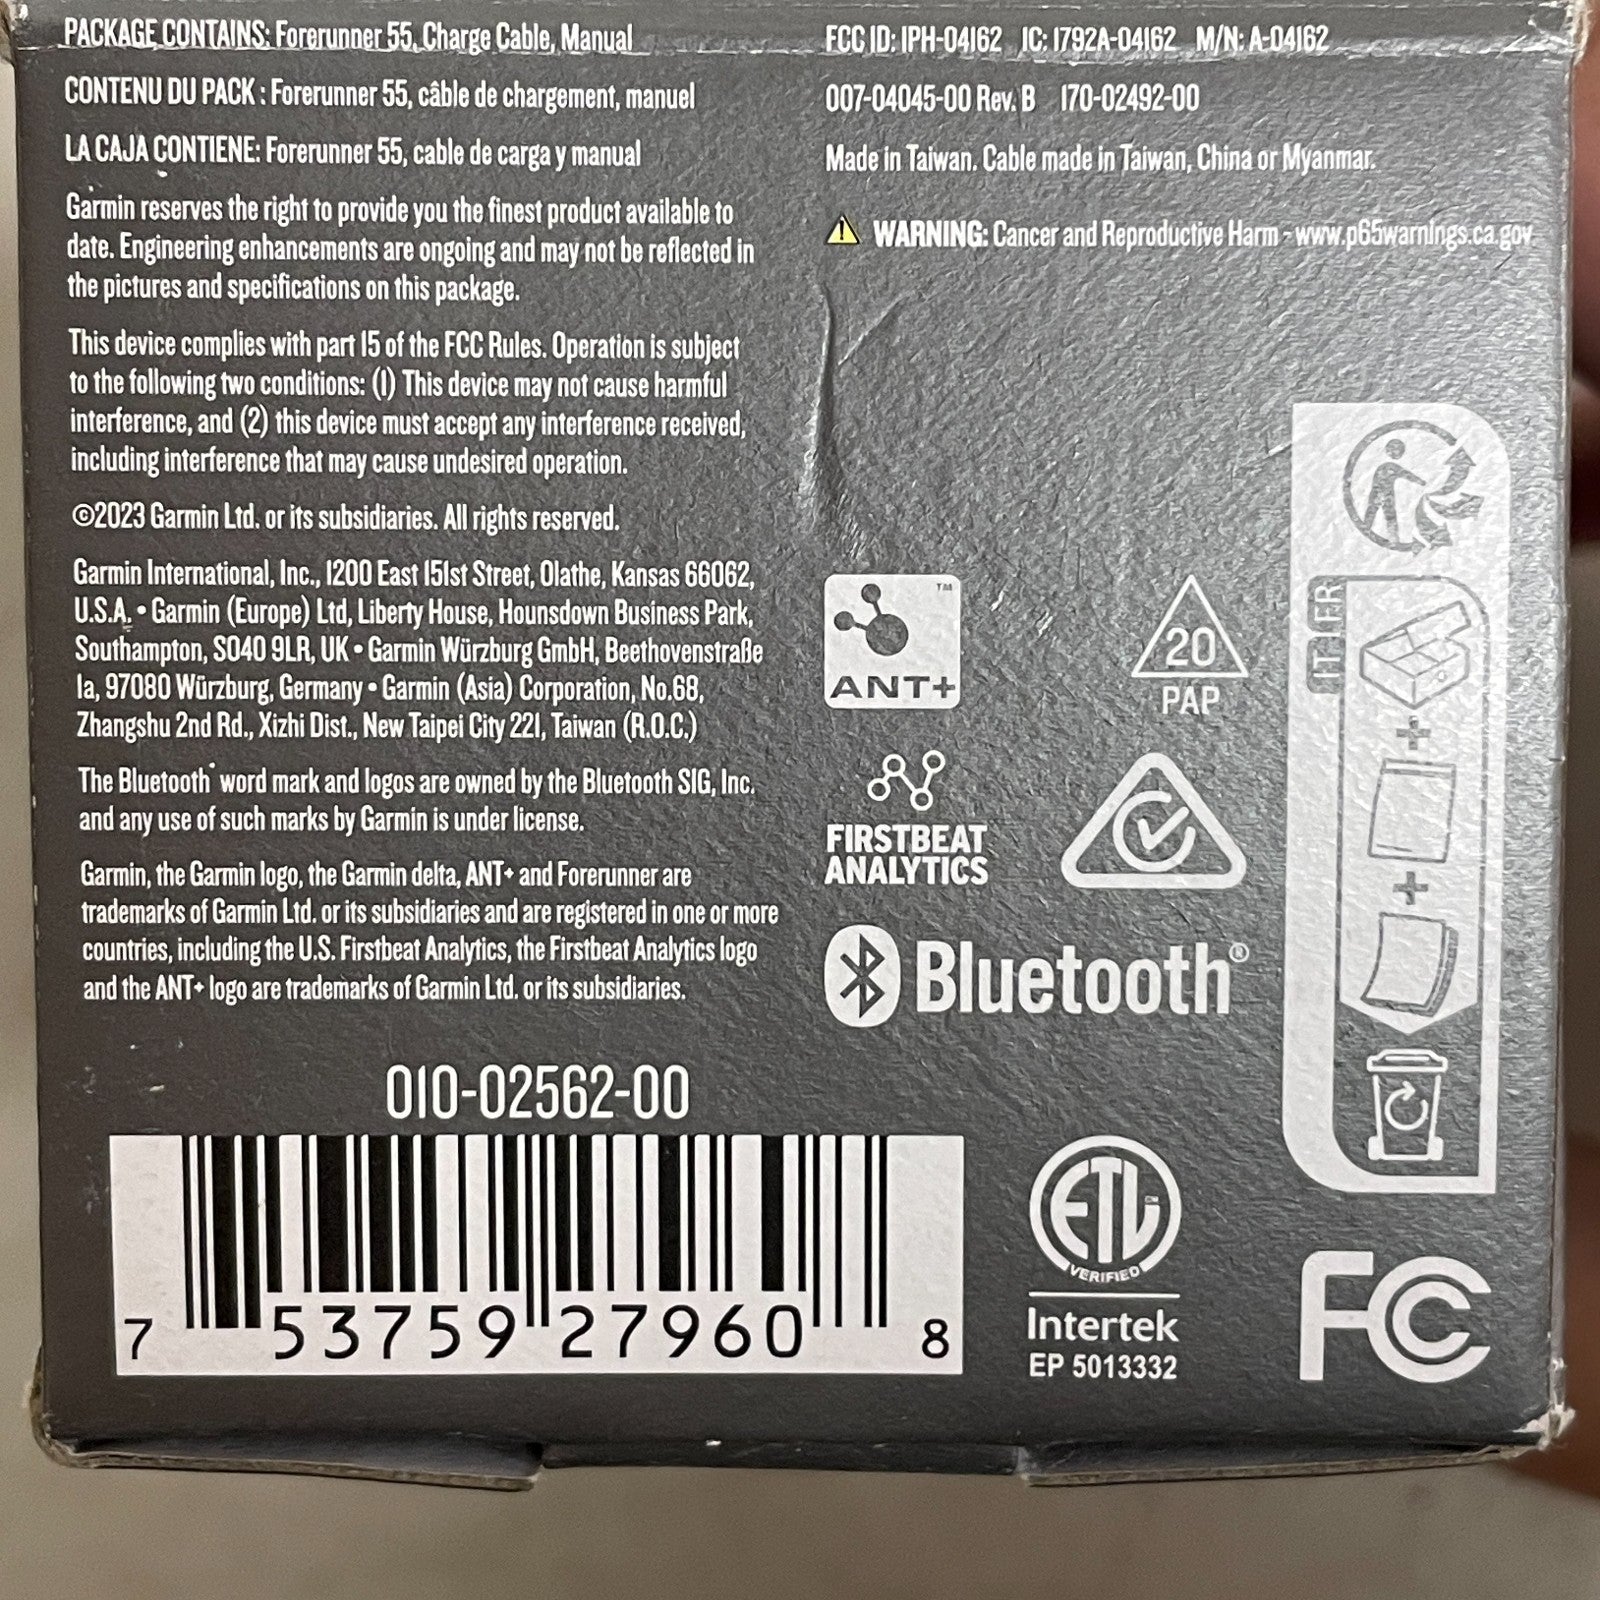 PACKAGE CONTAINS: Forerunner 55, Charge Cable, Manual
CONTENU DU PACK : Forerunner 55, câble de chargement, manuel
LA CAJA CONTIENE: Forerunner 55, cable de carga y manual
Garmin reserves the right to provide you the finest product available to
date. Engineering enhancements are ongoing and may not be reflected in
the pictures and specifications on this package.
This device complies with part 15 of the FCC Rules. Operation is subject
to the following two conditions: (1) This device may not cause harmful
interference, and (2) this device must accept any interference received,
including interference that may cause undesired operation.
©2023 Garmin Ltd. or its subsidiaries. All rights reserved.
Garmin International, Inc., 1200 East 151st Street, Olathe, Kansas 66062,
U.S.A. • Garmin (Europe) Ltd, Liberty House, Hounsdown Business Park,
Southampton, SO40 9LR, UK • Garmin Würzburg GmbH, Beethovenstraße
1a, 97080 Würzburg, Germany • Garmin (Asia) Corporation, No.68,
Zhangshu 2nd Rd., Xizhi Dist., New Taipei City 221, Taiwan (R.O.C.)
The Bluetooth® word mark and logos are owned by the Bluetooth SIG, Inc.
and any use of such marks by Garmin is under license.
Garmin, the Garmin logo, the Garmin delta, ANT+ and Forerunner are
trademarks of Garmin Ltd. or its subsidiaries and are registered in one or more
countries, including the U.S. Firstbeat Analytics, the Firstbeat Analytics logo
and the ANT+ logo are trademarks of Garmin Ltd. or its subsidiaries.
010-02562-00
7 53759 27960 8
FCC ID: IPH-04162 IC: 1792A-04162 M/N: A-04162
007-04045-00 Rev. B 170-02492-00
Made in Taiwan. Cable made in Taiwan, China or Myanmar.
WARNING: Cancer and Reproductive Harm - www.p65warnings.ca.gov
ANT+™
20
PAP
FIRSTBEAT
ANALYTICS
Bluetooth®
IT | FR
ETL
VERIFIED
Intertek
EP 5013332
FC